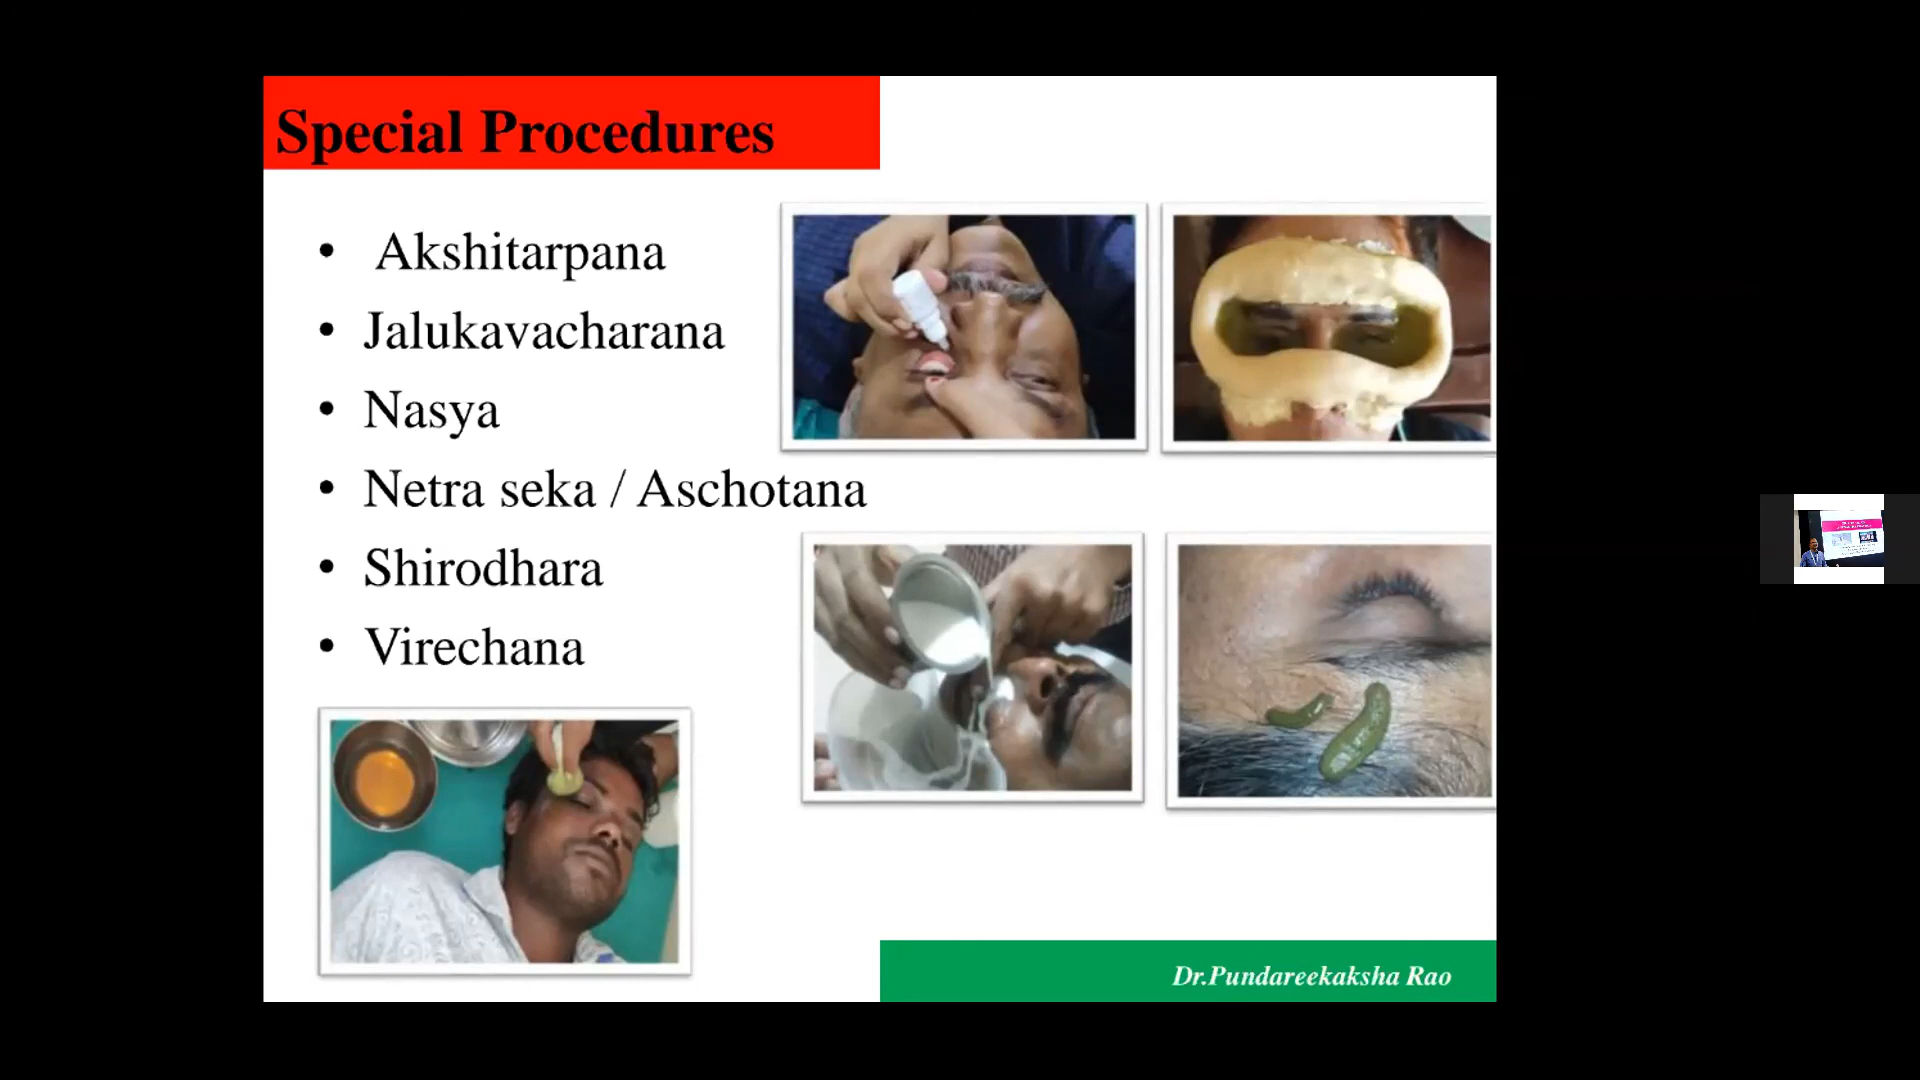 Special Procedures
• Akshitarpana
• Jalukavacharana
• Nasya
• Netra seka / Aschotana
• Shirodhara
• Virechana
Dr.Pundareekaksha Rao